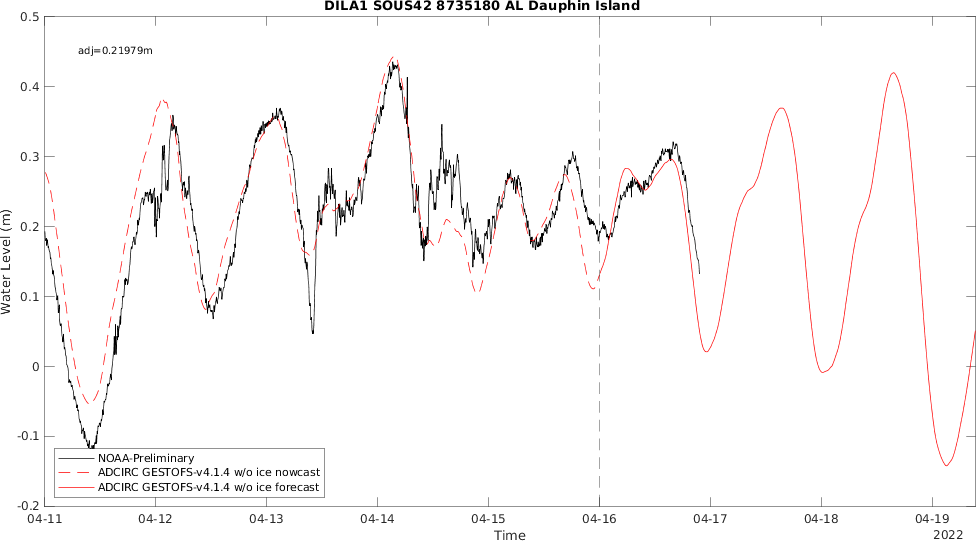 DILA1 SOUS42 8735180 AL Dauphin Island
0.5
adj=0.21979m
0.4
0.3
0.2
0.1
0
-0.1
-0.2
Water Level (m)
NOAA-Preliminary
ADCIRC GESTOFS-v4.1.4 w/o ice nowcast
ADCIRC GESTOFS-v4.1.4 w/o ice forecast
04-11 04-12 04-13 04-14 04-15 04-16 04-17 04-18 04-19
Time
2022